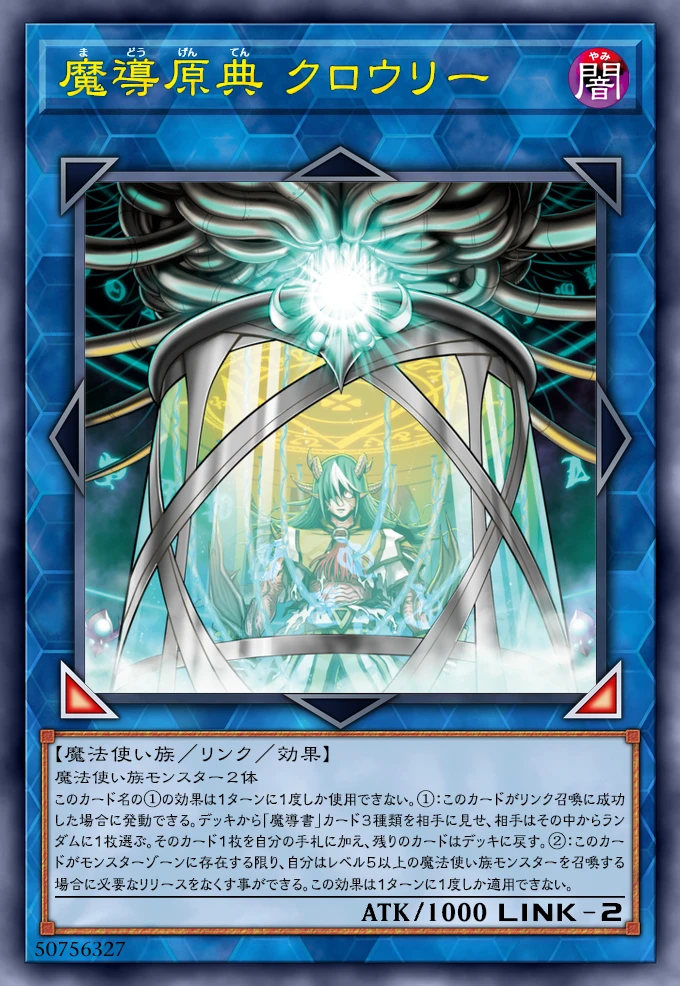 ま どう げん てん
魔導原典 クロウリー
やみ
闇
【魔法使い族／リンク／効果】
魔法使い族モンスター２体
このカード名の①の効果は１ターンに１度しか使用できない。①：このカードがリンク召喚に成功
した場合に発動できる。デッキから「魔導書」カード３種類を相手に見せ、相手はその中からラン
ダムに１枚選ぶ。そのカード１枚を自分の手札に加え、残りのカードはデッキに戻す。②：このカー
ドがモンスターゾーンに存在する限り、自分はレベル５以上の魔法使い族モンスターを召喚する
場合に必要なリリースをなくす事ができる。この効果は１ターンに１度しか適用できない。
ATK/1000 LINK-2
50756327